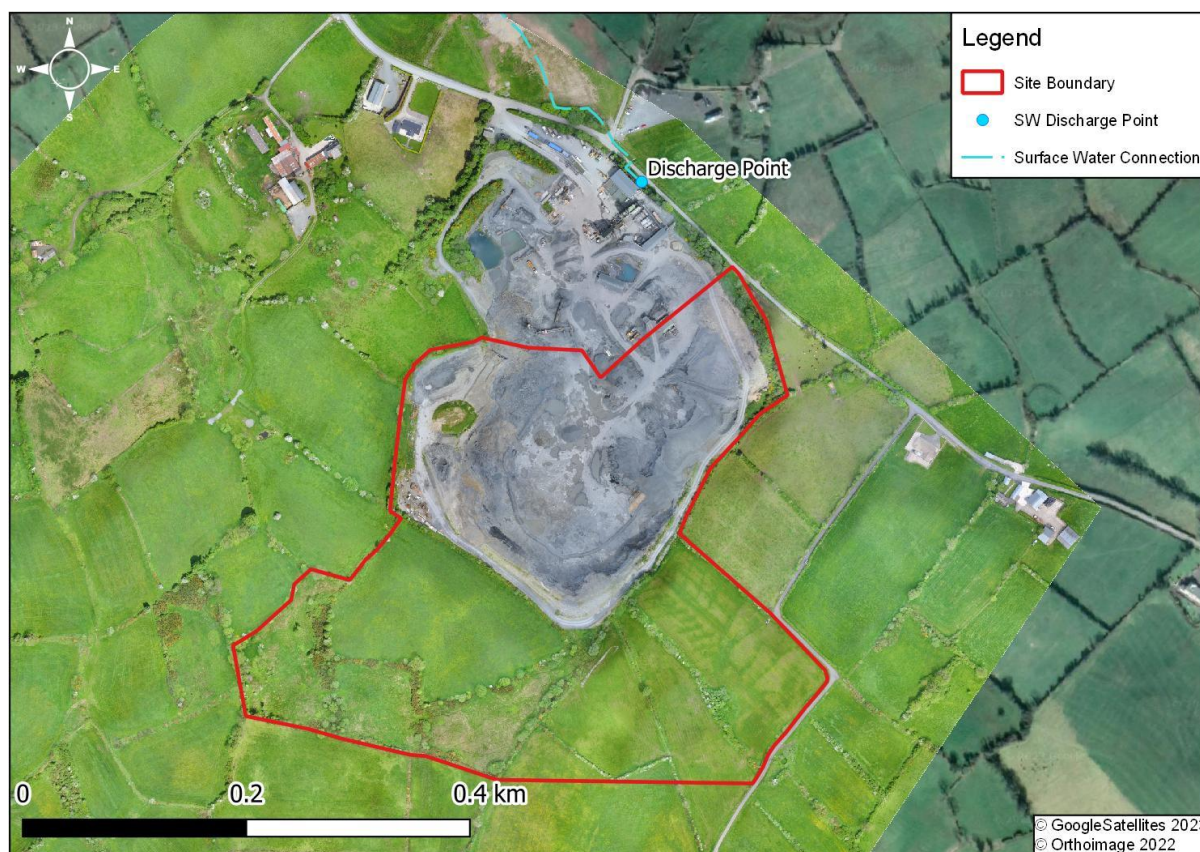 N
W E
S
Legend
Site Boundary
SW Discharge Point
Surface Water Connection
Discharge Point
0 0.2 0.4 km
© GoogleSatellites 202
© Orthoimage 2022